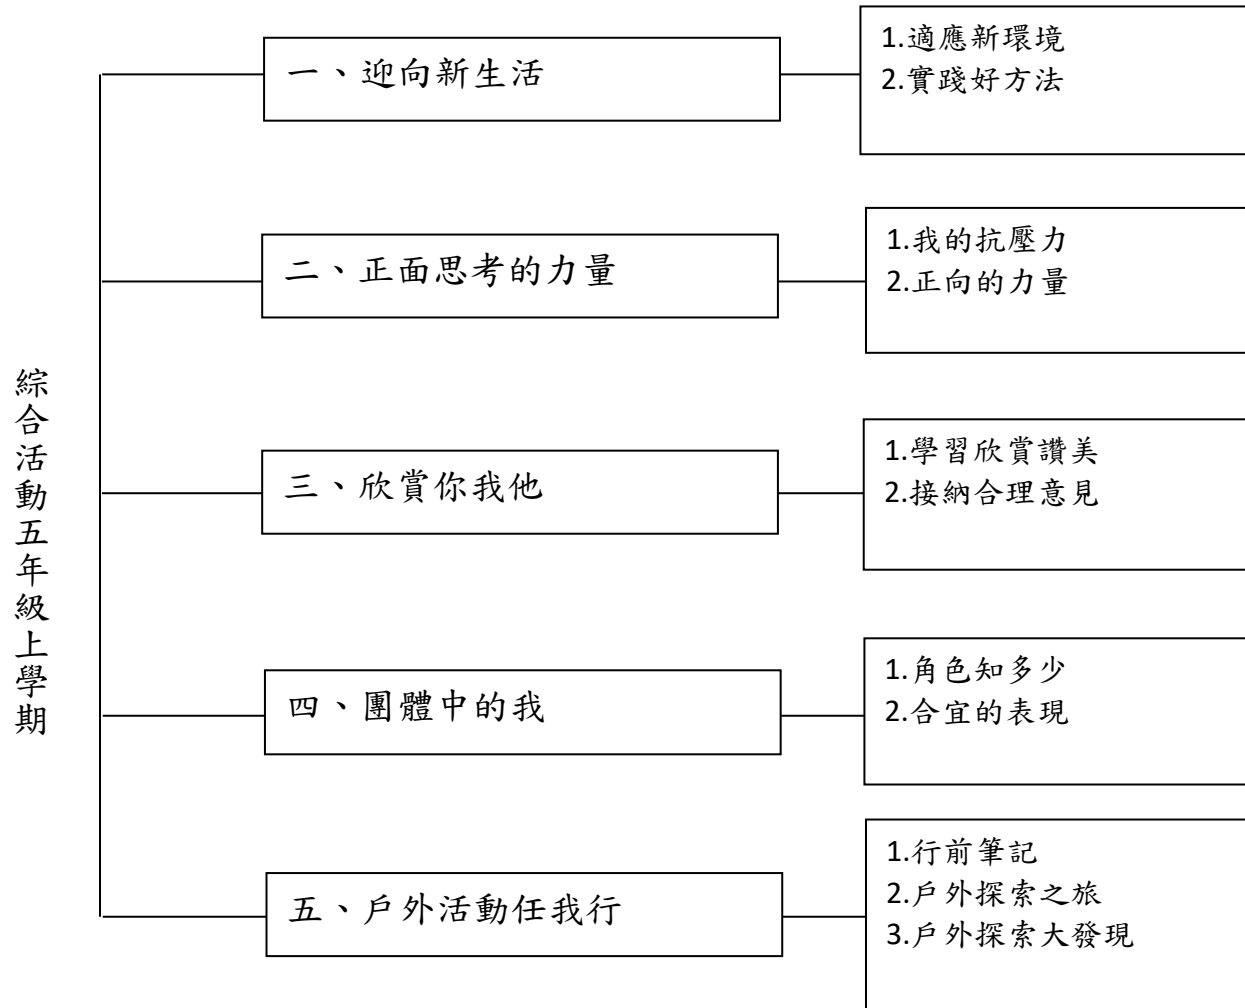 綜合活動五年級上學期
一、迎向新生活
1.適應新環境
2.實踐好方法
二、正面思考的力量
1.我的抗壓力
2.正向的力量
三、欣賞你我他
1.學習欣賞讚美
2.接納合理意見
四、團體中的我
1.角色知多少
2.合宜的表現
五、戶外活動任我行
1.行前筆記
2.戶外探索之旅
3.戶外探索大發現